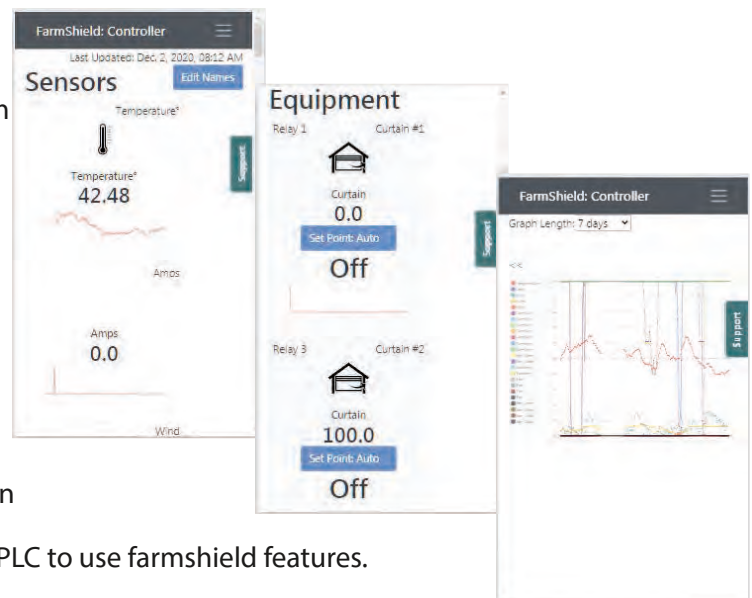 FarmShield: Controller
Last Updated: Dec. 2, 2020, 08:12 AM
Sensors
Edit Names
Temperature°
Support
Temperature°
42.48
Amps
Amps
0.0
Wind
Equipment
Relay 1 Curtain #1
Curtain
0.0
Set Point: Auto
Off
Support
Relay 3 Curtain #2
Curtain
100.0
Set Point: Auto
Off
FarmShield: Controller
Graph Length: 7 days
<<
Support
n
n
PLC to use farmshield features.